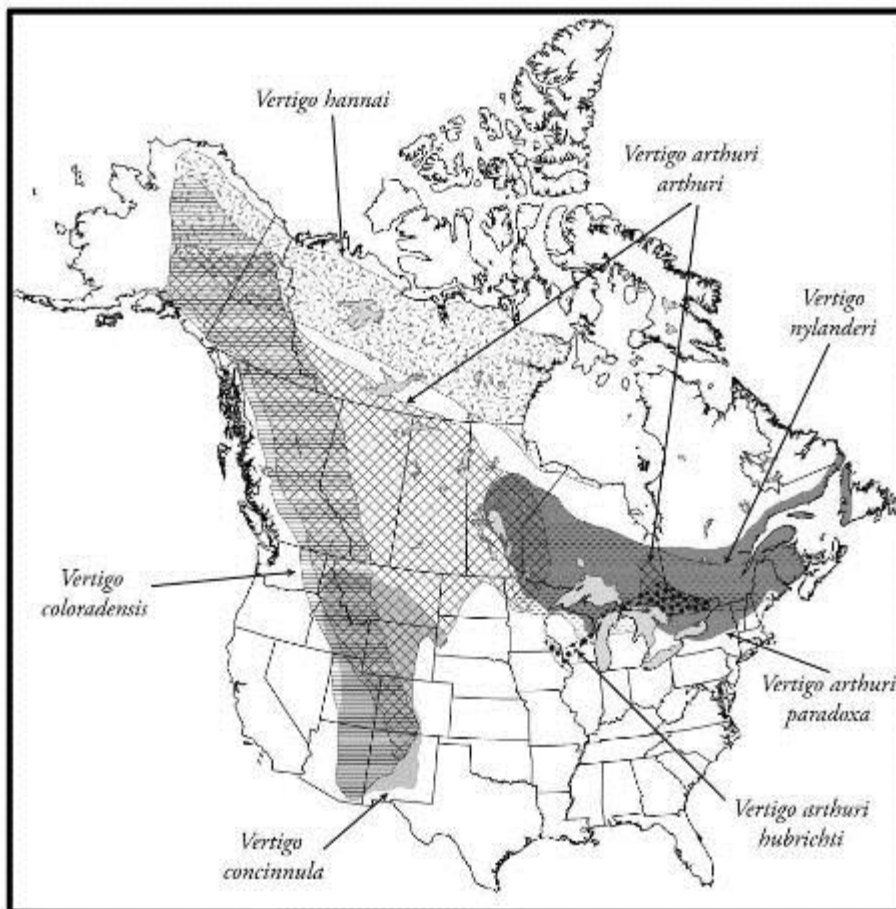 Vertigo hannai
Vertigo arthuri
arthuri
Vertigo
nylanderi
Vertigo
coloradensis
Vertigo arthuri
paradoxa
Vertigo arthuri
hubrichti
Vertigo
concinnula